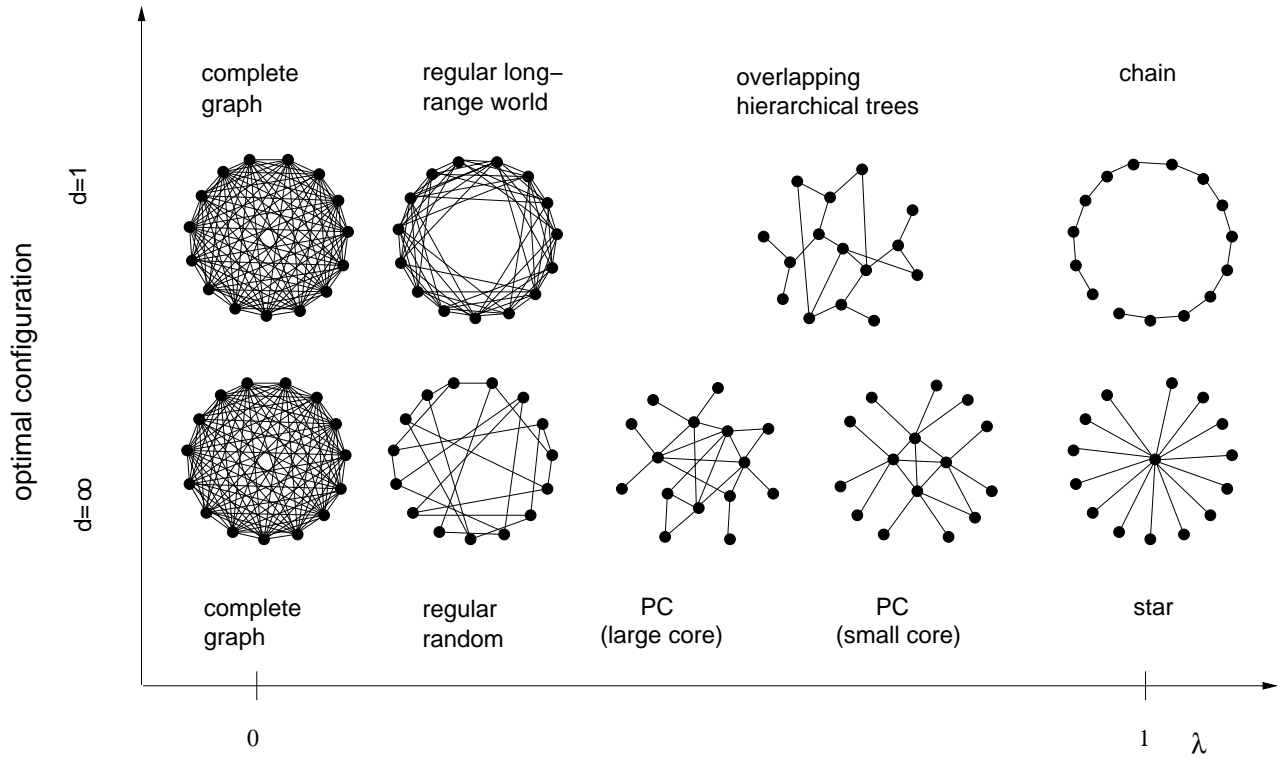 complete
graph
regular long–
range world
overlapping
hierarchical trees
chain
d=1
optimal configuration
d=∞
complete
graph
regular
random
PC
(large core)
PC
(small core)
star
0
1
λ